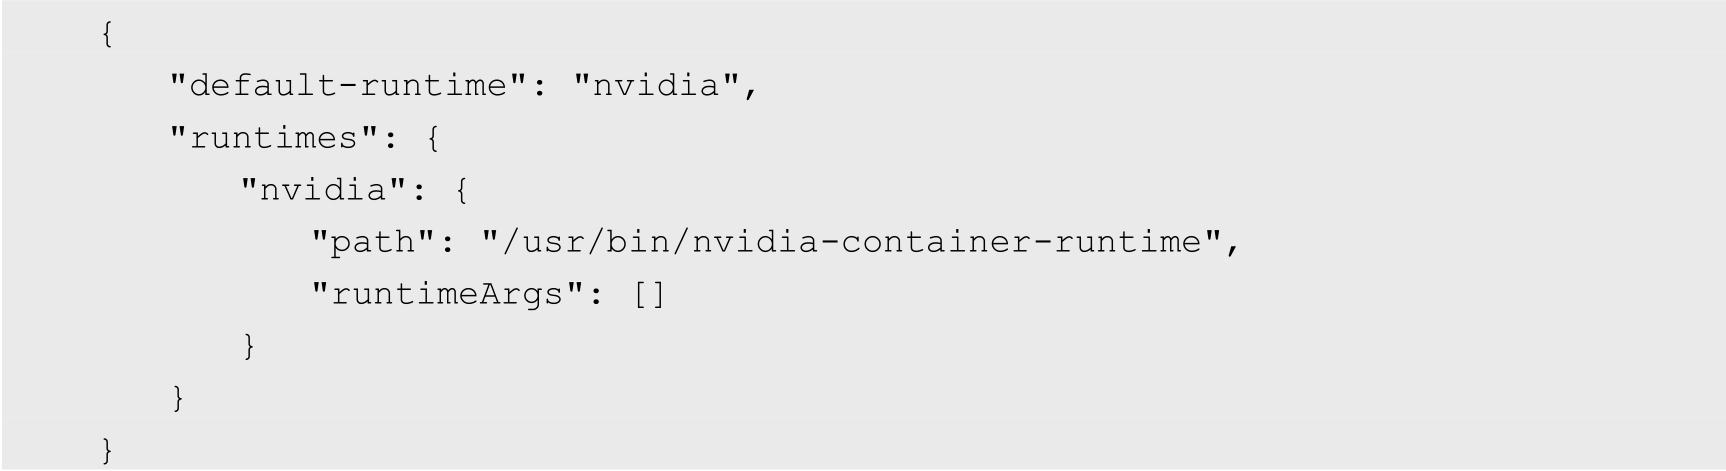 {
    "default-runtime": "nvidia",
    "runtimes": {
        "nvidia": {
            "path": "/usr/bin/nvidia-container-runtime",
            "runtimeArgs": []
        }
    }
}